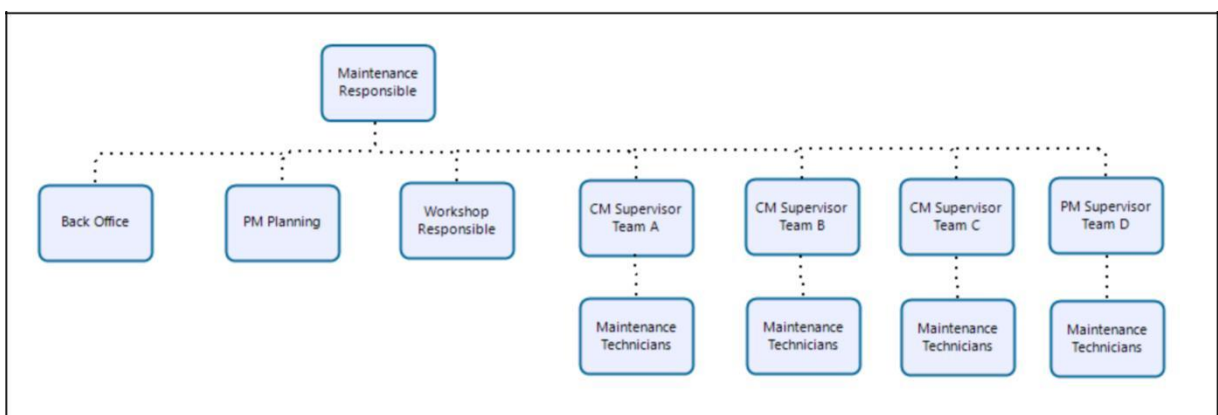 Maintenance
Responsible
Back Office
PM Planning
Workshop
Responsible
CM Supervisor
Team A
CM Supervisor
Team B
CM Supervisor
Team C
PM Supervisor
Team D
Maintenance
Technicians
Maintenance
Technicians
Maintenance
Technicians
Maintenance
Technicians